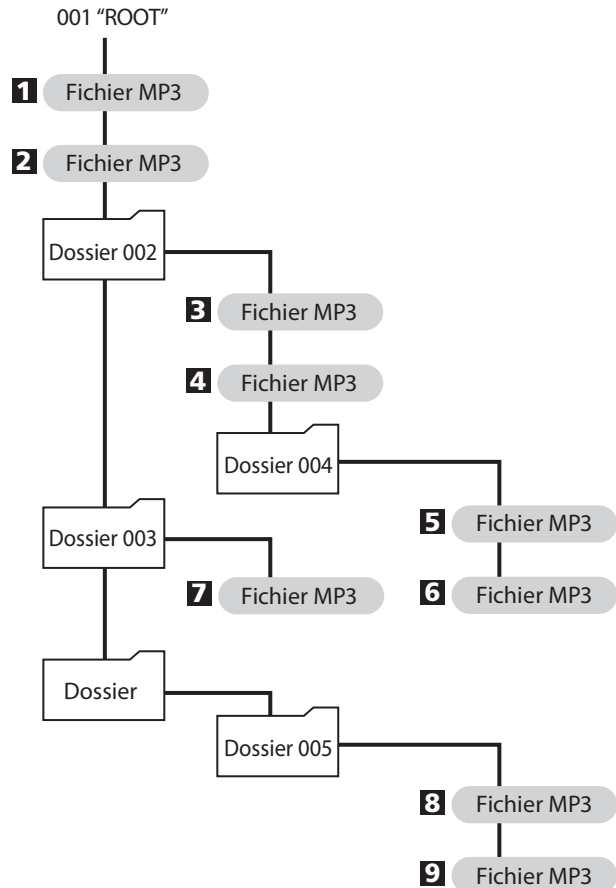 001 “ROOT”
1 Fichier MP3
2 Fichier MP3
Dossier 002
3 Fichier MP3
4 Fichier MP3
Dossier 004
5 Fichier MP3
Dossier 003
7 Fichier MP3
6 Fichier MP3
Dossier
Dossier 005
8 Fichier MP3
9 Fichier MP3